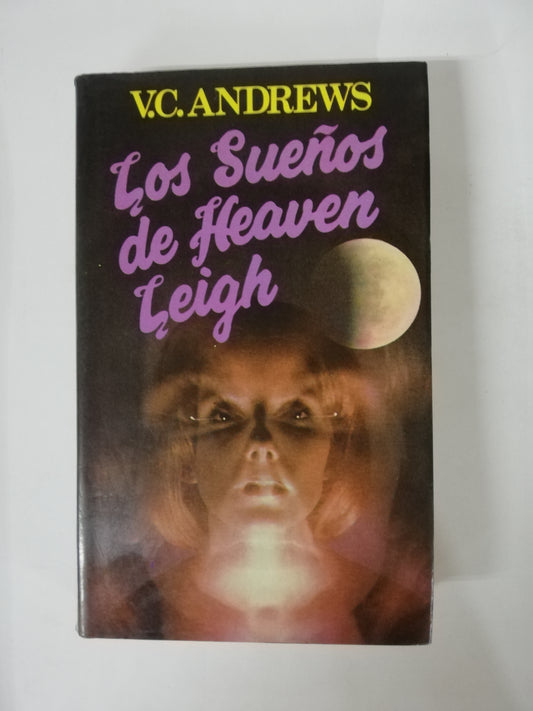 V.C. ANDREWS
Los Sueños
de Heaven
Leigh